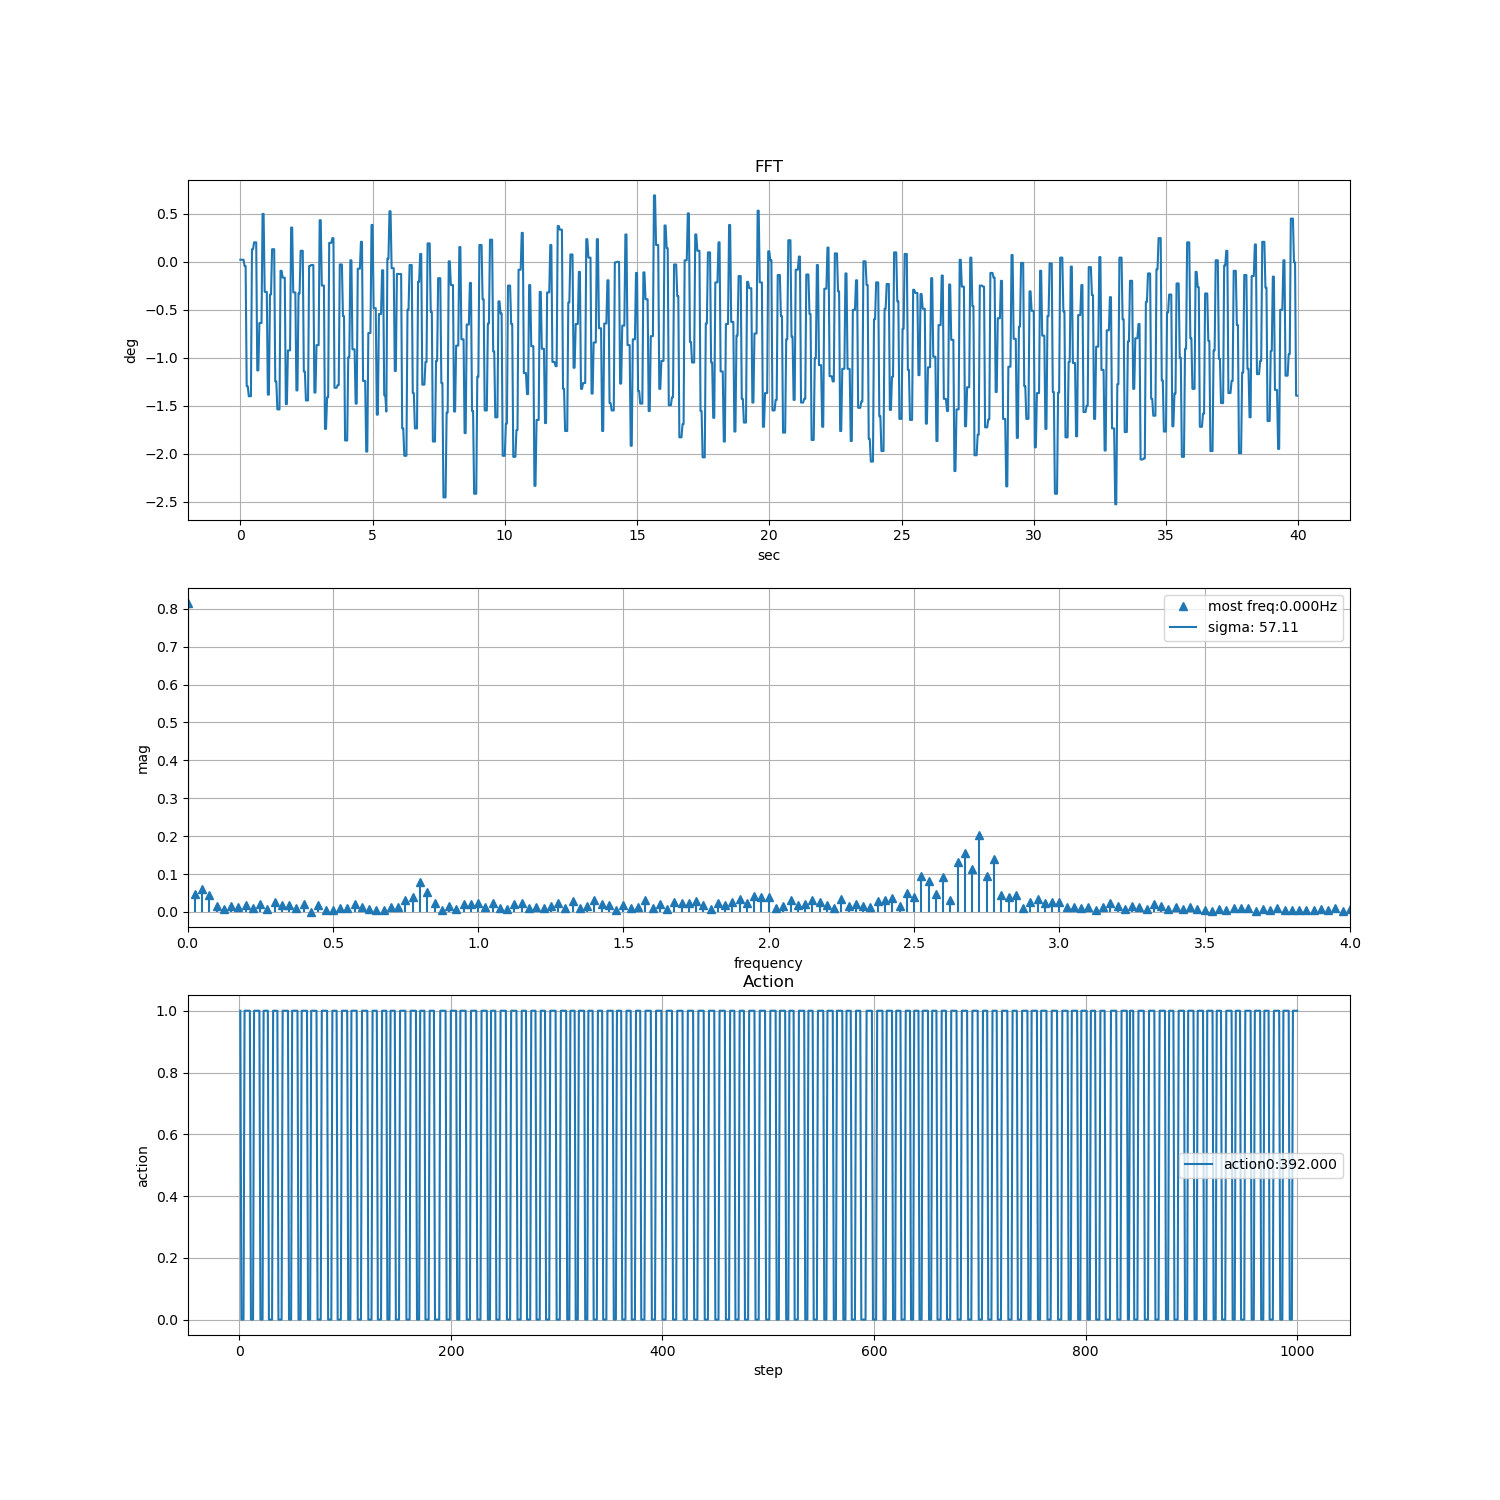 FFT
0.5
0.0
−0.5
−1.0
−1.5
−2.0
−2.5
deg
0 5 10 15 20 25 30 35 40
sec
0.8
0.7
0.6
0.5
0.4
0.3
0.2
0.1
0.0
mag
most freq:0.000Hz
sigma: 57.11
0.0 0.5 1.0 1.5 2.0 2.5 3.0 3.5 4.0
frequency
Action
1.0
0.8
0.6
0.4
0.2
0.0
action
action0:392.000
0 200 400 600 800 1000
step